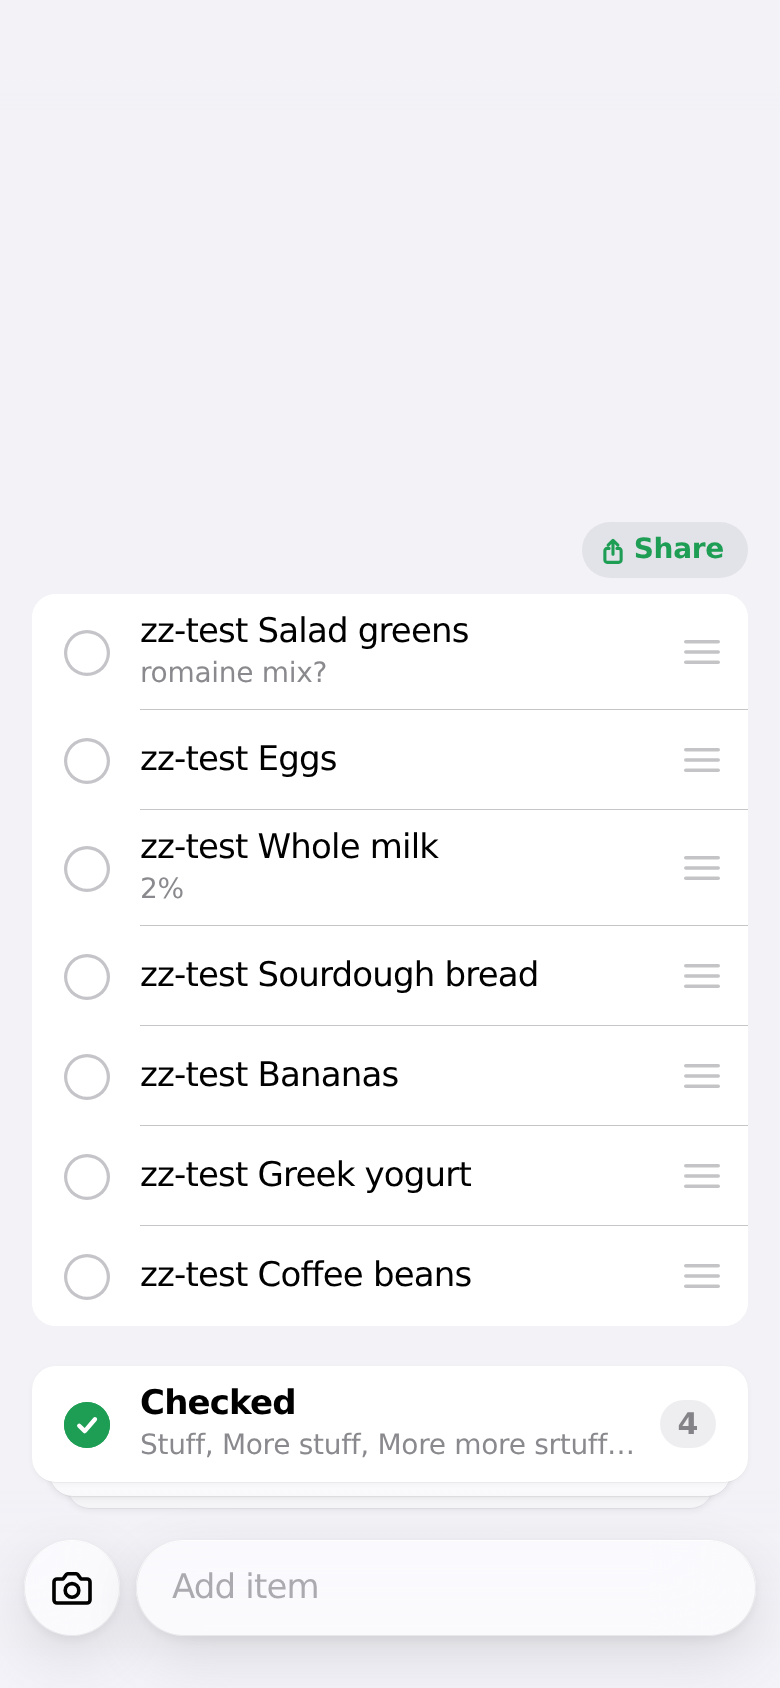 Share
zz-test Salad greens
romaine mix?
zz-test Eggs
zz-test Whole milk
2%
zz-test Sourdough bread
zz-test Bananas
zz-test Greek yogurt
zz-test Coffee beans
Checked
4
Stuff, More stuff, More more srtuff...
Add item